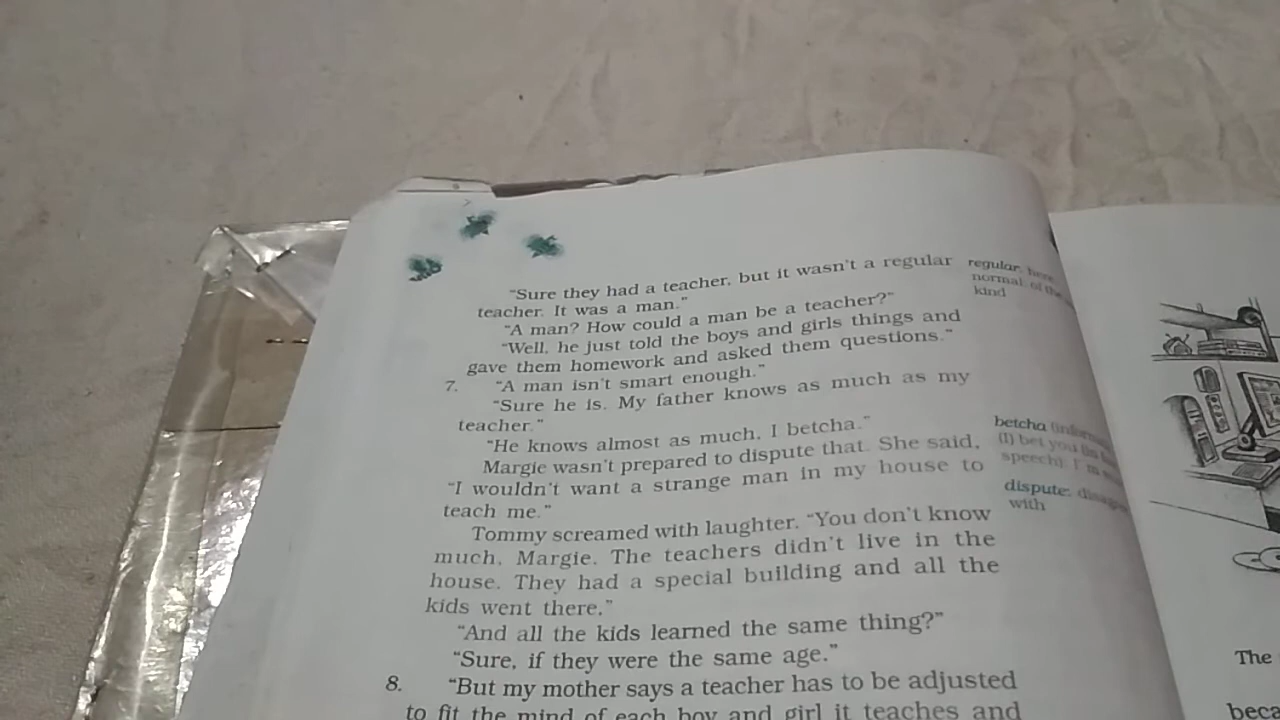 "Sure they had a teacher, but it wasn't a regular
teacher. It was a man."
"A man? How could a man be a teacher?"
"Well, he just told the boys and girls things and
gave them homework and asked them questions."
7. "A man isn't smart enough."
"Sure he is. My father knows as much as my
teacher."
"He knows almost as much, I betcha."
Margie wasn't prepared to dispute that. She said,
"I wouldn't want a strange man in my house to
teach me."
Tommy screamed with laughter. "You don't know
much, Margie. The teachers didn't live in the
house. They had a special building and all the
kids went there."
"And all the kids learned the same thing?"
"Sure, if they were the same age."
8. "But my mother says a teacher has to be adjusted
to fit the mind of each boy and girl it teaches and
regular: here
normal; of the
kind
betcha
(I) bet you
speech): I'm
dispute:
with
The